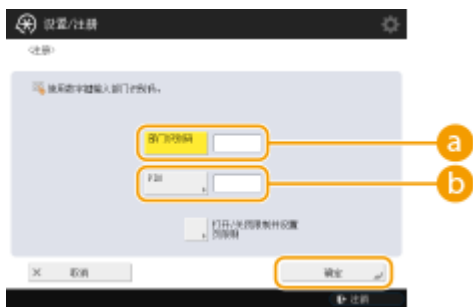 设置/注册
<注册>
使用数字键输入部门识别码。
部门识别码
a
PIN
b
打开/关闭限制并设置
页限制
× 取消
确定
注销